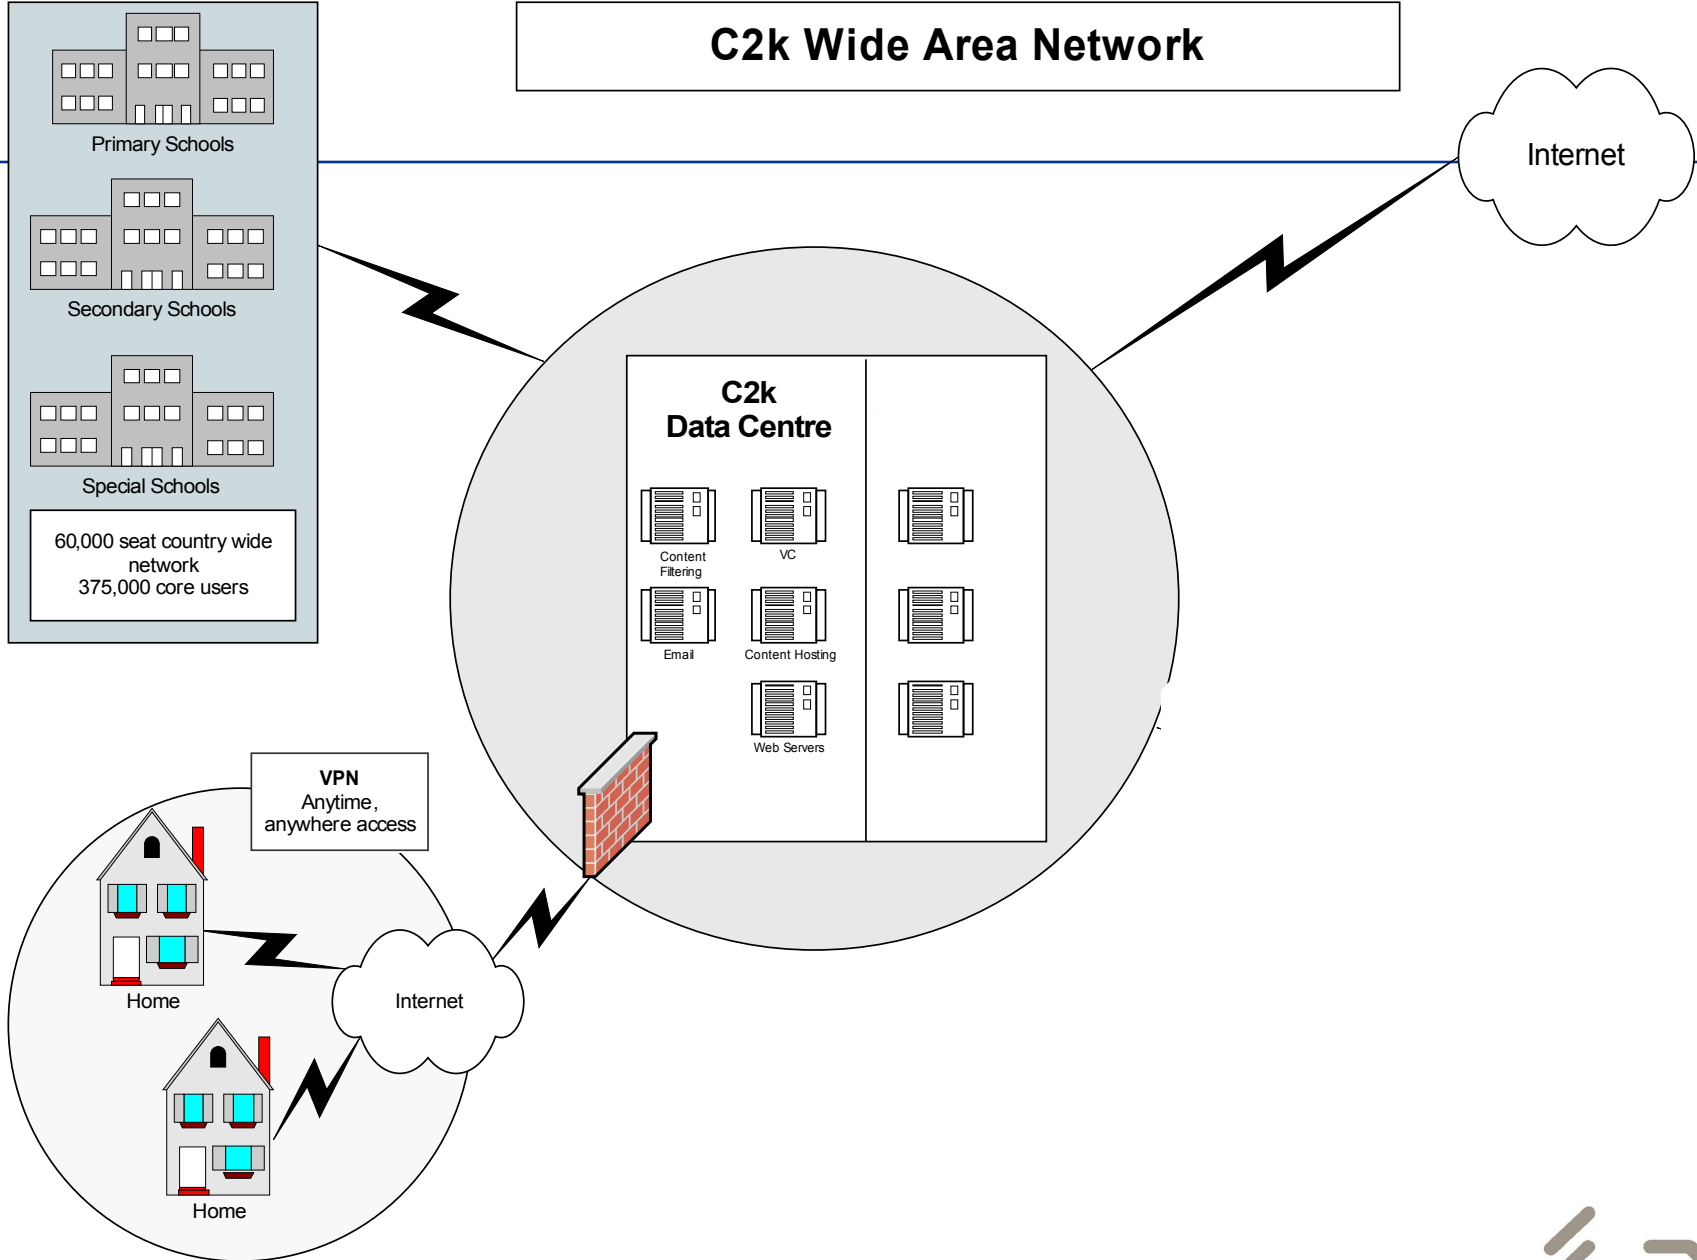 C2k Wide Area Network
Primary Schools
Secondary Schools
Special Schools
60,000 seat country wide
network
375,000 core users
Internet
C2k
Data Centre
Content
Filtering
VC
Email
Content Hosting
Web Servers
VPN
Anytime,
anywhere access
Home
Internet
Home